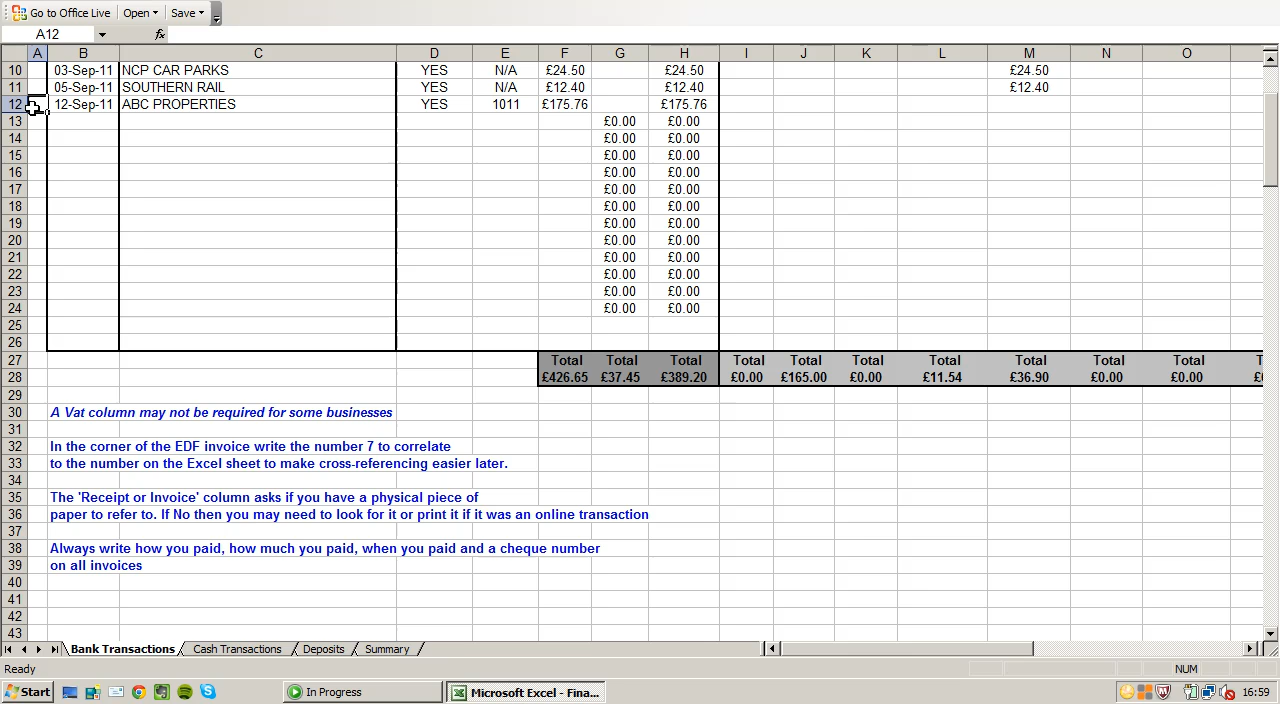 Go to Office Live Open Save
A12 fx
A B C D E F G H I J K L M N O
10 03-Sep-11 NCP CAR PARKS YES N/A £24.50 £24.50 £24.50
11 05-Sep-11 SOUTHERN RAIL YES N/A £12.40 £12.40 £12.40
12 12-Sep-11 ABC PROPERTIES YES 1011 £175.76 £175.76
13 £0.00 £0.00
14 £0.00 £0.00
15 £0.00 £0.00
16 £0.00 £0.00
17 £0.00 £0.00
18 £0.00 £0.00
19 £0.00 £0.00
20 £0.00 £0.00
21 £0.00 £0.00
22 £0.00 £0.00
23 £0.00 £0.00
24 £0.00 £0.00
25
26
27 Total Total Total Total Total Total Total Total Total Total T
28 £426.65 £37.45 £389.20 £0.00 £165.00 £0.00 £11.54 £36.90 £0.00 £0.00 £
29
30 A Vat column may not be required for some businesses
31
32 In the corner of the EDF invoice write the number 7 to correlate
33 to the number on the Excel sheet to make cross-referencing easier later.
34
35 The 'Receipt or Invoice' column asks if you have a physical piece of
36 paper to refer to. If No then you may need to look for it or print it if it was an online transaction
37
38 Always write how you paid, how much you paid, when you paid and a cheque number
39 on all invoices
40
41
42
43
Bank Transactions Cash Transactions Deposits Summary
Ready NUM
Start In Progress Microsoft Excel - Fina... 16:59